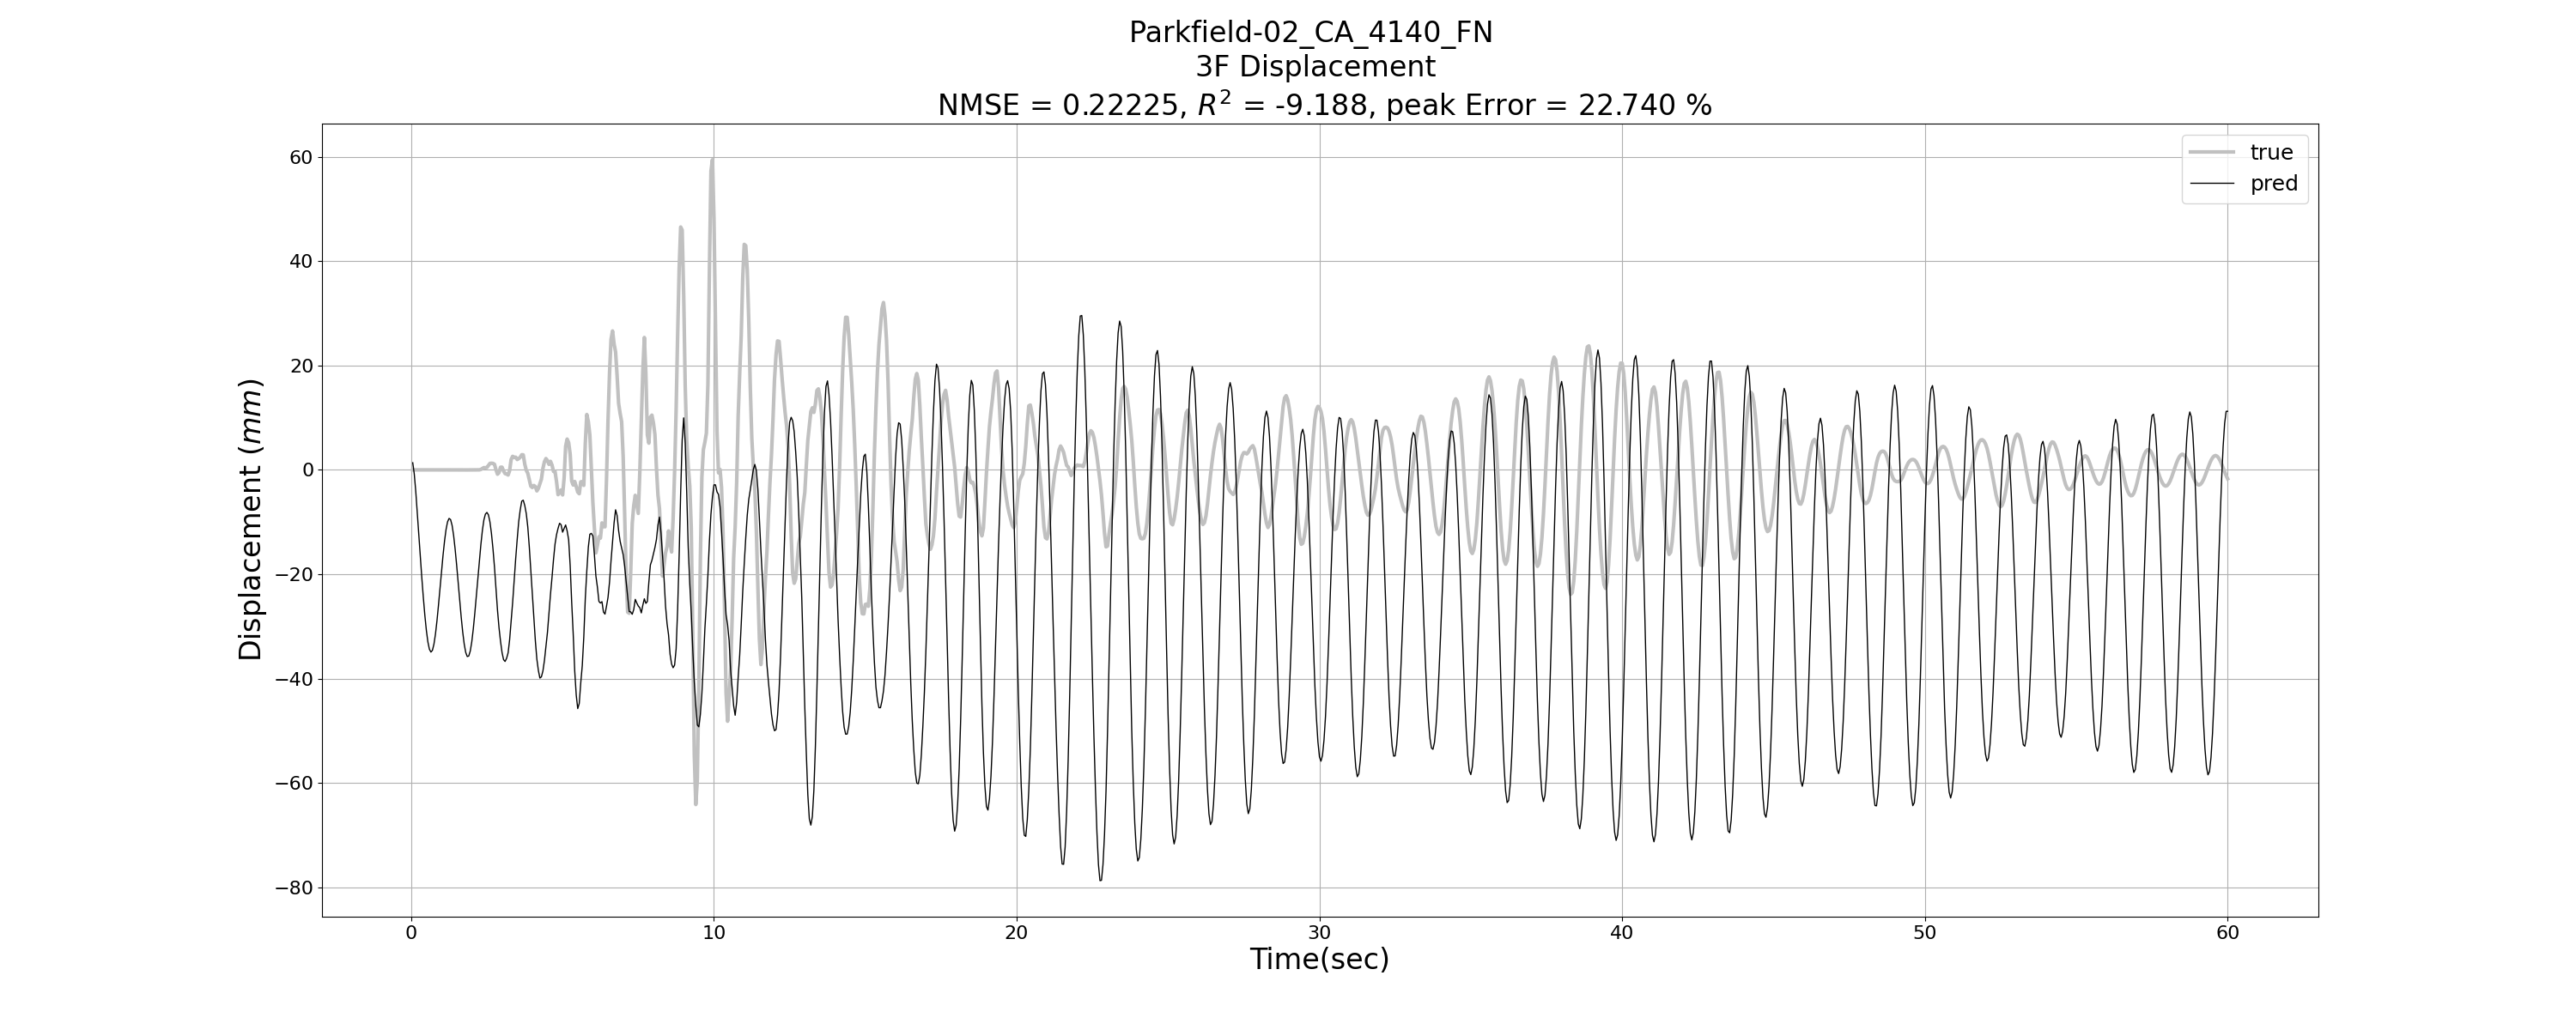 Parkfield-02_CA_4140_FN
3F Displacement
NMSE = 0.22225, R² = -9.188, peak Error = 22.740 %
true
pred
60
40
20
0
−20
−40
−60
−80
Displacement (mm)
0 10 20 30 40 50 60
Time(sec)